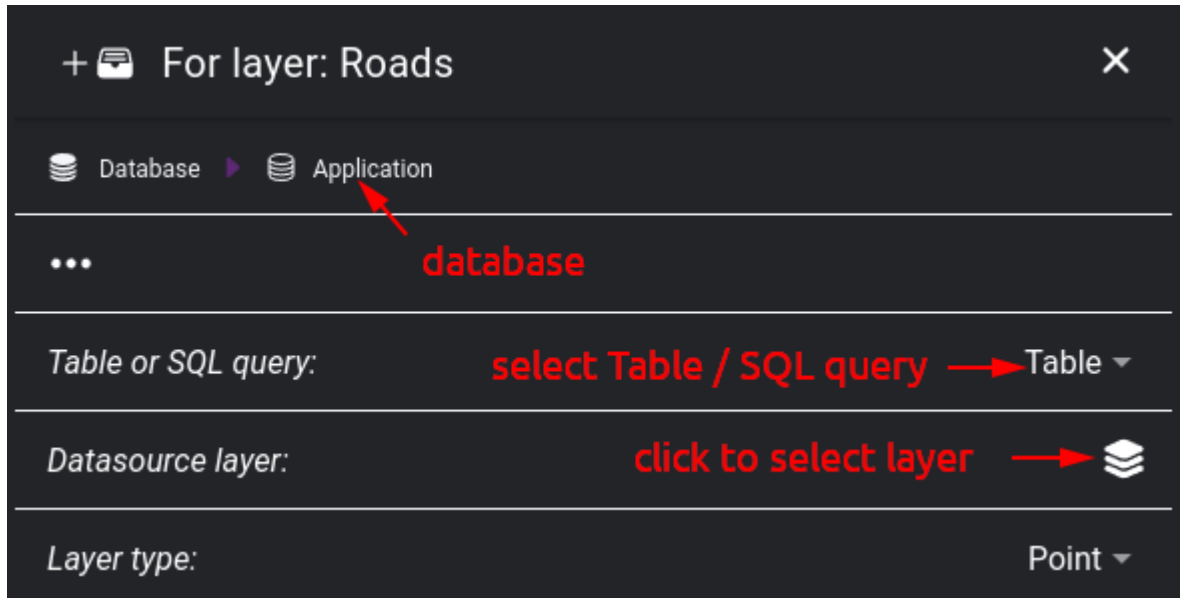 For layer: Roads
Database Application
database
Table or SQL query: select Table / SQL query Table
Datasource layer: click to select layer
Layer type: Point